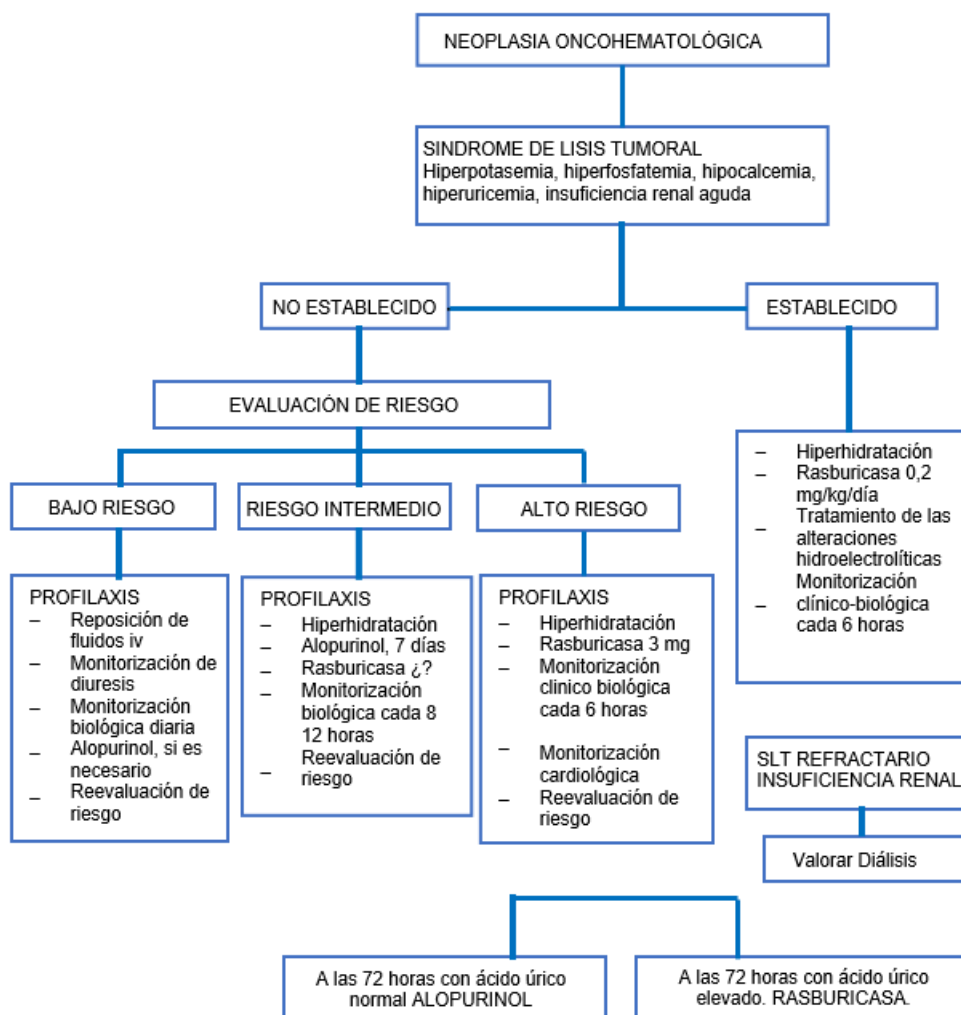 NEOPLASIA ONCOHEMATOLÓGICA
SINDROME DE LISIS TUMORAL
Hiperpotasemia, hiperfosfatemia, hipocalcemia,
hiperuricemia, insuficiencia renal aguda
NO ESTABLECIDO
ESTABLECIDO
EVALUACIÓN DE RIESGO
– Hiperhidratación
– Rasburicasa 0,2
mg/kg/día
– Tratamiento de las
alteraciones
hidroelectrolíticas
Monitorización
– clínico-biológica
cada 6 horas
BAJO RIESGO
RIESGO INTERMEDIO
ALTO RIESGO
PROFILAXIS
– Reposición de
fluidos iv
– Monitorización de
diuresis
– Monitorización
biológica diaria
– Alopurinol, si es
necesario
– Reevaluación de
riesgo
PROFILAXIS
– Hiperhidratación
– Alopurinol, 7 días
– Rasburicasa ¿?
– Monitorización
biológica cada 8
12 horas
Reevaluación de
– riesgo
PROFILAXIS
– Hiperhidratación
– Rasburicasa 3 mg
– Monitorización
clinico biológica
cada 6 horas
– Monitorización
cardiológica
– Reevaluación de
riesgo
SLT REFRACTARIO
INSUFICIENCIA RENAL
Valorar Diálisis
A las 72 horas con ácido úrico
normal ALOPURINOL
A las 72 horas con ácido úrico
elevado. RASBURICASA.